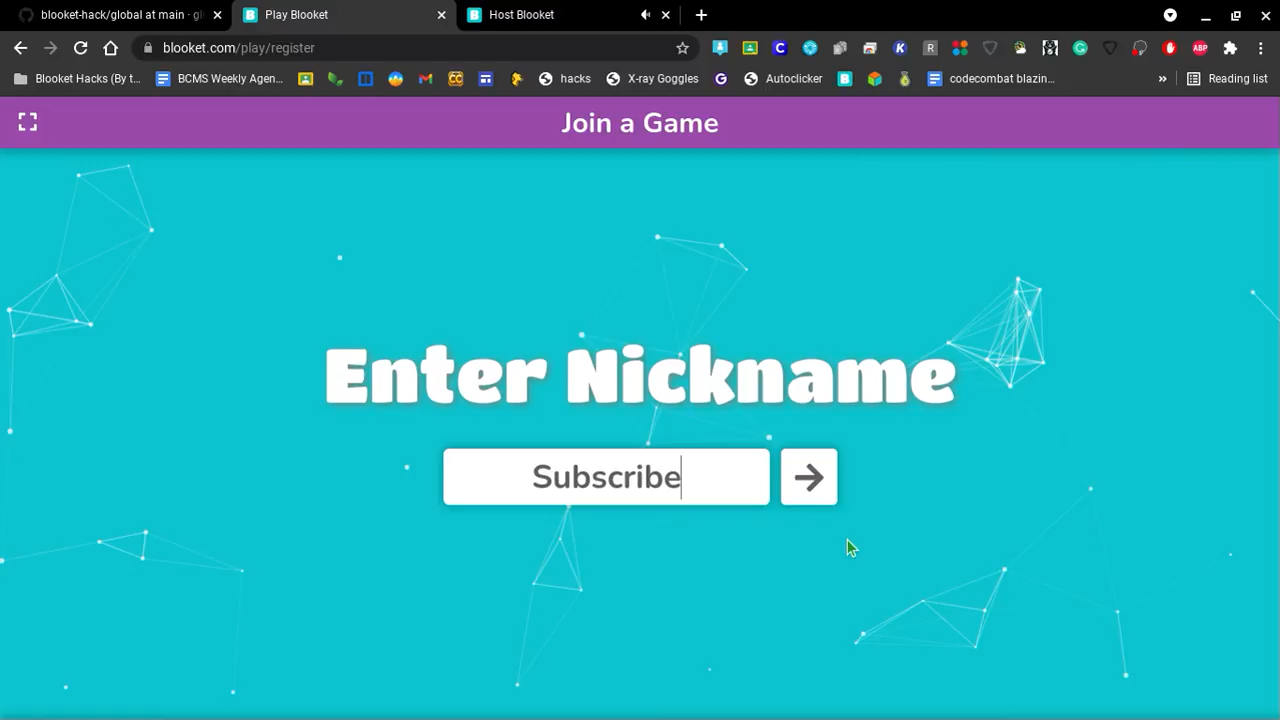 blooket-hack/global at main · gl
Play Blooket
Host Blooket
blooket.com/play/register
Blooket Hacks (By t...
BCMS Weekly Agen...
hacks
X-ray Goggles
Autoclicker
codecombat blazin...
»
Reading list
Join a Game
Enter Nickname
Subscribe